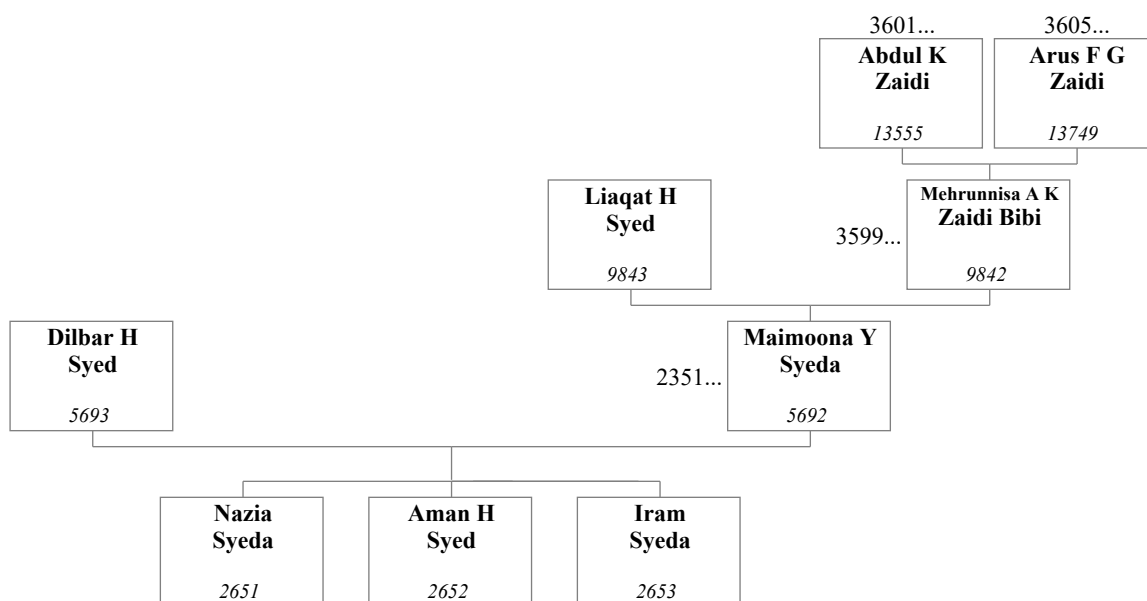 3601... 3605...
Abdul K
Zaidi
13555
Arus F G
Zaidi
13749
Liaqat H
Syed
9843
3599...
Mehrunnisa A K
Zaidi Bibi
9842
Dilbar H
Syed
5693
2351...
Maimoona Y
Syeda
5692
Nazia
Syeda
2651
Aman H
Syed
2652
Iram
Syeda
2653